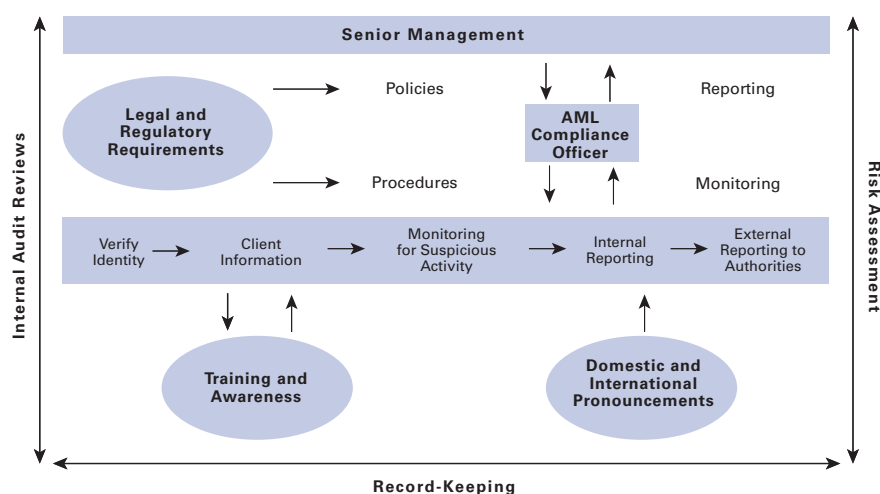 Senior Management
Internal Audit Reviews
Risk Assessment
Legal and
Regulatory
Requirements
Policies
Reporting
AML
Compliance
Officer
Procedures
Monitoring
Verify
Identity
Client
Information
Monitoring
for Suspicious
Activity
Internal
Reporting
External
Reporting to
Authorities
Training and
Awareness
Domestic and
International
Pronouncements
Record-Keeping